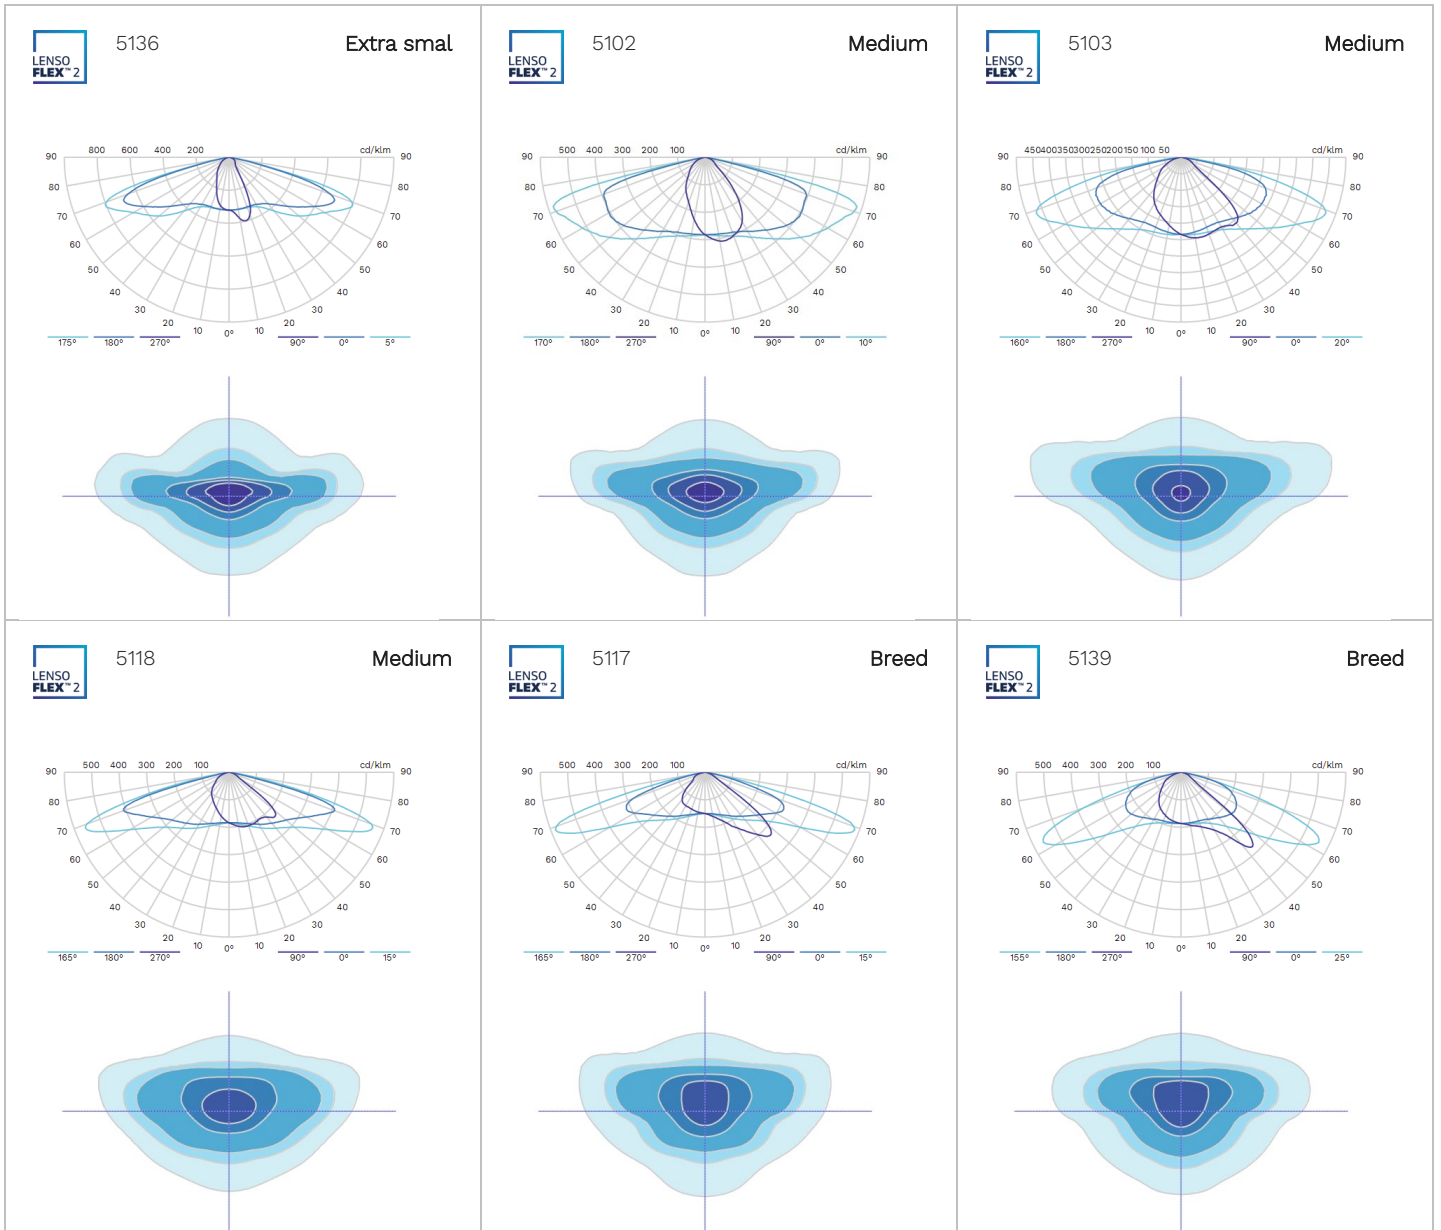 5136 Extra smal
LENSO
FLEX™ 2
90 800 600 400 200 cd/klm 90
80 80
70 70
60 60
50 50
40 40
30 30
20 10 0° 10 20
175° 180° 270° 90° 0° 5°
5102 Medium
LENSO
FLEX™ 2
90 500 400 300 200 100 cd/klm 90
80 80
70 70
60 60
50 50
40 40
30 30
20 10 0° 10 20
170° 180° 270° 90° 0° 10°
5103 Medium
LENSO
FLEX™ 2
90 450 400 350 300 250 200 150 100 50 cd/klm 90
80 80
70 70
60 60
50 50
40 40
30 30
20 10 0° 10 20
160° 180° 270° 90° 0° 20°
5118 Medium
LENSO
FLEX™ 2
90 500 400 300 200 100 cd/klm 90
80 80
70 70
60 60
50 50
40 40
30 30
20 10 0° 10 20
165° 180° 270° 90° 0° 15°
5117 Breed
LENSO
FLEX™ 2
90 500 400 300 200 100 cd/klm 90
80 80
70 70
60 60
50 50
40 40
30 30
20 10 0° 10 20
165° 180° 270° 90° 0° 15°
5139 Breed
LENSO
FLEX™ 2
90 500 400 300 200 100 cd/klm 90
80 80
70 70
60 60
50 50
40 40
30 30
20 10 0° 10 20
155° 180° 270° 90° 0° 25°